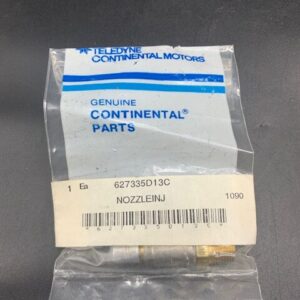 TELEDYNE
CONTINENTAL MOTORS
GENUINE
CONTINENTAL®
PARTS
1 Ea 627335D13C
NOZZLEINJ 1090